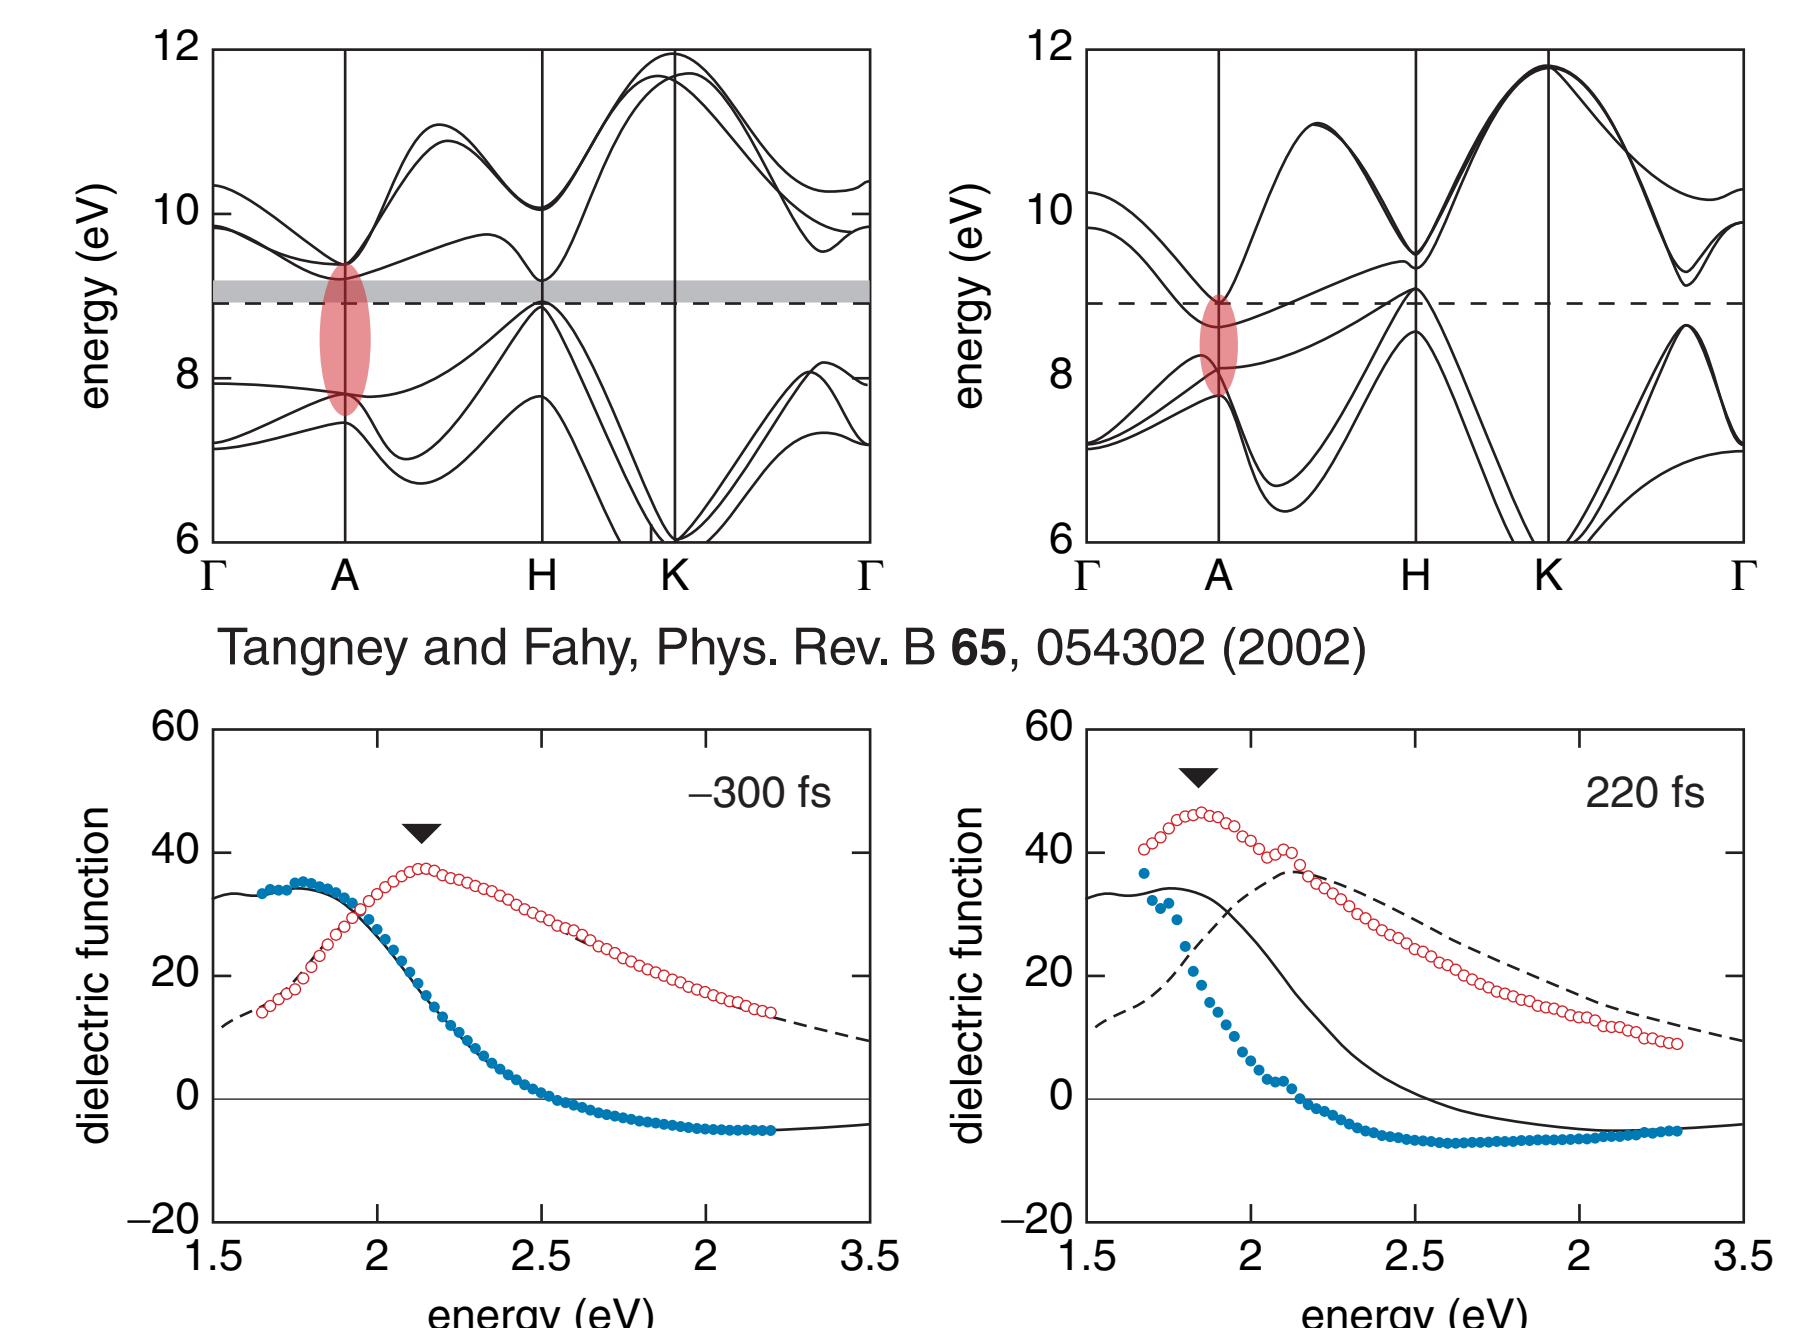 12
12
energy (eV)
10
8
6
Γ A H K Γ
energy (eV)
10
8
6
Γ A H K Γ
Tangney and Fahy, Phys. Rev. B 65, 054302 (2002)
60
–300 fs
dielectric function
40
20
0
–20
1.5 2 2.5 2 3.5
energy (eV)
60
220 fs
dielectric function
40
20
0
–20
1.5 2 2.5 2 3.5
energy (eV)